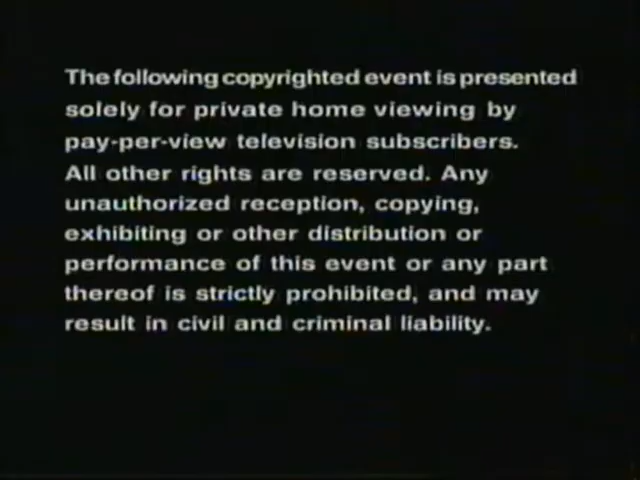 The following copyrighted event is presented
solely for private home viewing by
pay-per-view television subscribers.
All other rights are reserved. Any
unauthorized reception, copying,
exhibiting or other distribution or
performance of this event or any part
thereof is strictly prohibited, and may
result in civil and criminal liability.